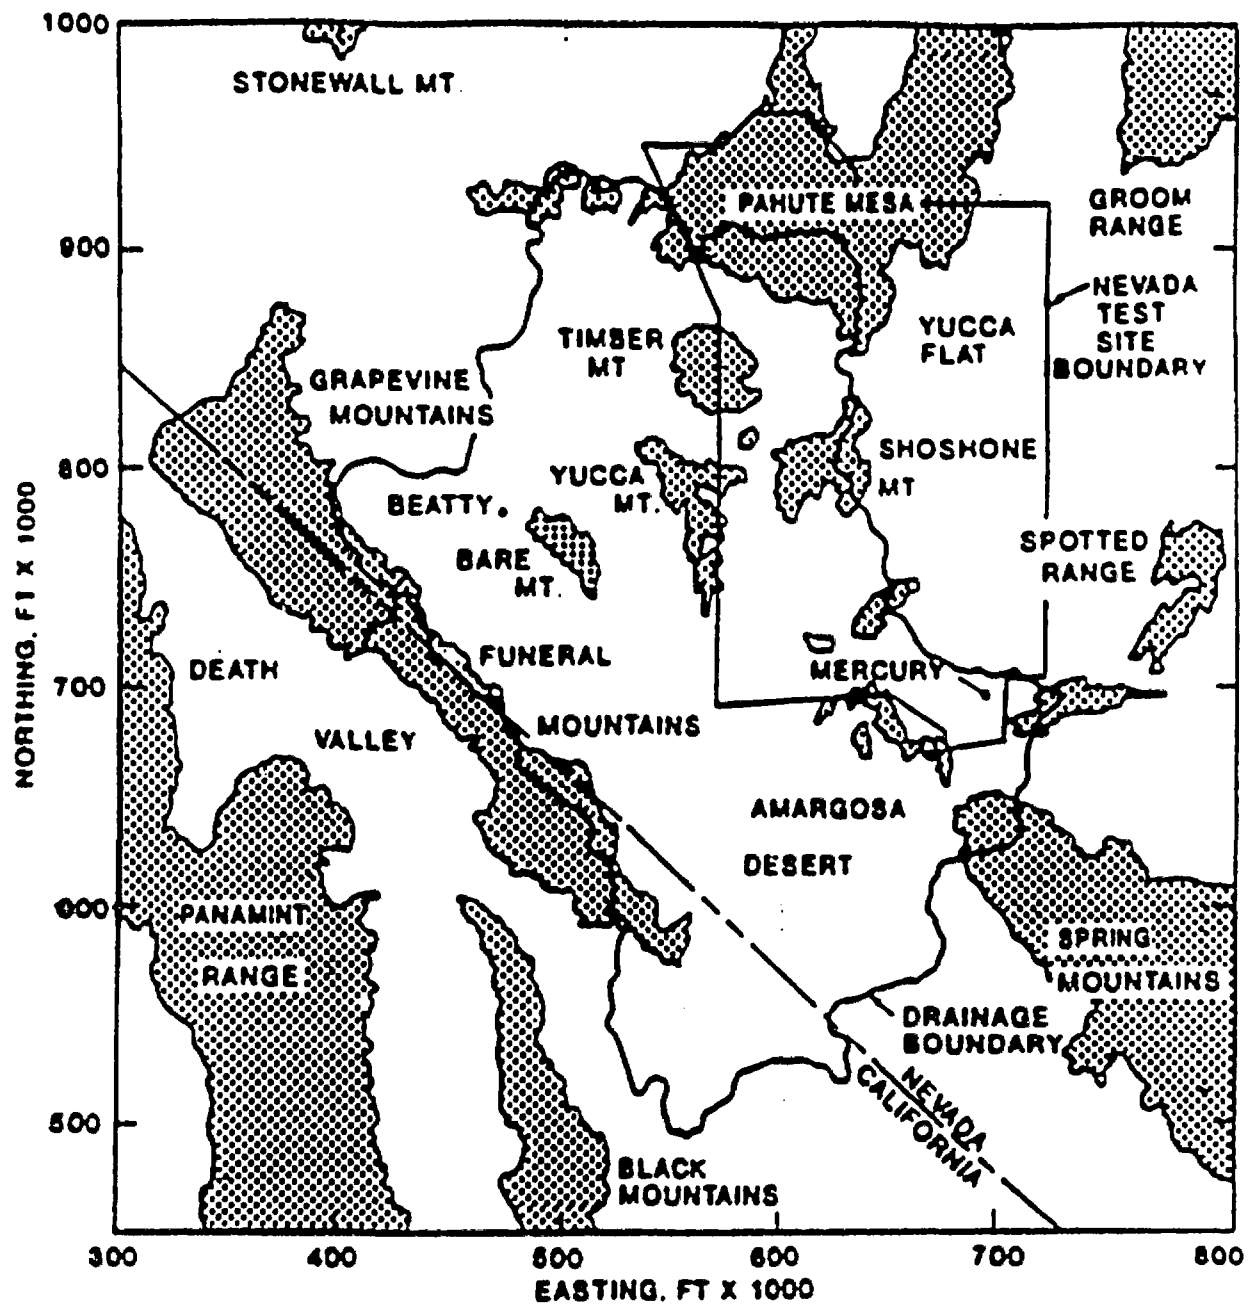 1000
STONEWALL MT.
PAHUTE MESA
GROOM
RANGE
900
NEVADA
TEST
SITE
BOUNDARY
TIMBER
MT
YUCCA
FLAT
GRAPEVINE
MOUNTAINS
800
SHOSHONE
MT
YUCCA
MT.
BEATTY
BARE
MT.
SPOTTED
RANGE
NORTHING, FT X 1000
FUNERAL
MOUNTAINS
MERCURY
DEATH
VALLEY
700
AMARGOSA
DESERT
600
PANAMINT
RANGE
SPRING
MOUNTAINS
DRAINAGE
BOUNDARY
NEVADA
CALIFORNIA
500
BLACK
MOUNTAINS
300
400
500
600
700
800
EASTING, FT X 1000